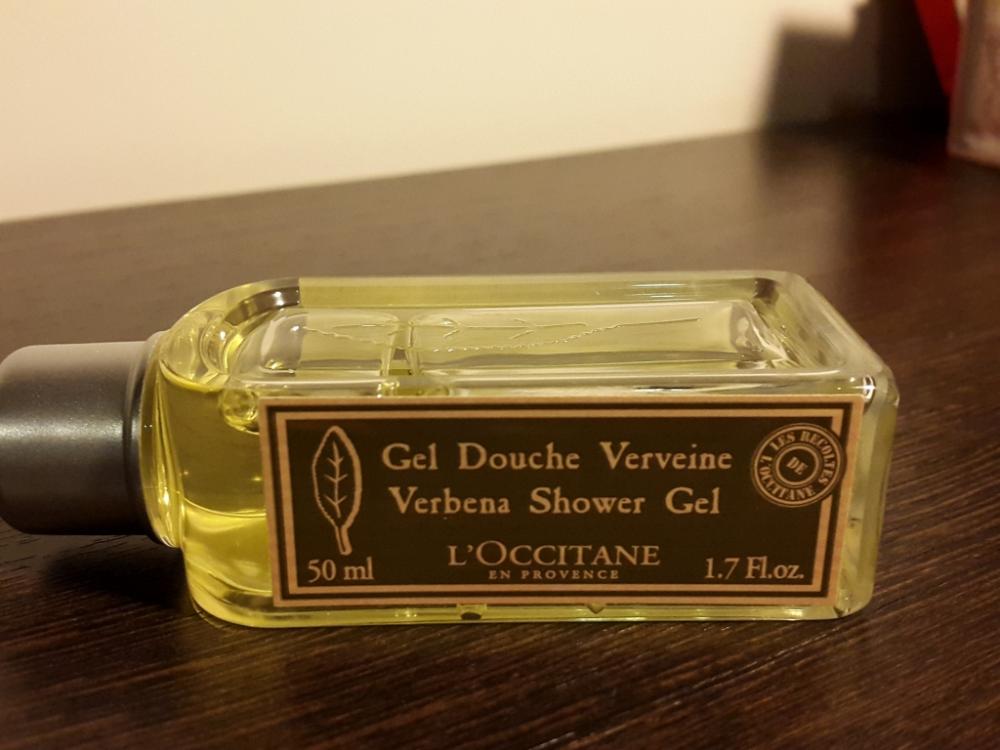 Gel Douche Verveine
Verbena Shower Gel
L'OCCITANE
EN PROVENCE
50 ml
1.7 Fl.oz.
LES RECOLTES
DE
L'OCCITANE